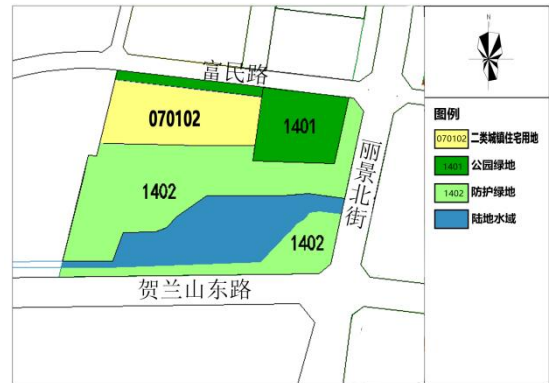 N
富民路
070102
1401
丽景北街
1402
1402
贺兰山东路
图例
070102 二类城镇住宅用地
1401 公园绿地
1402 防护绿地
陆地水域